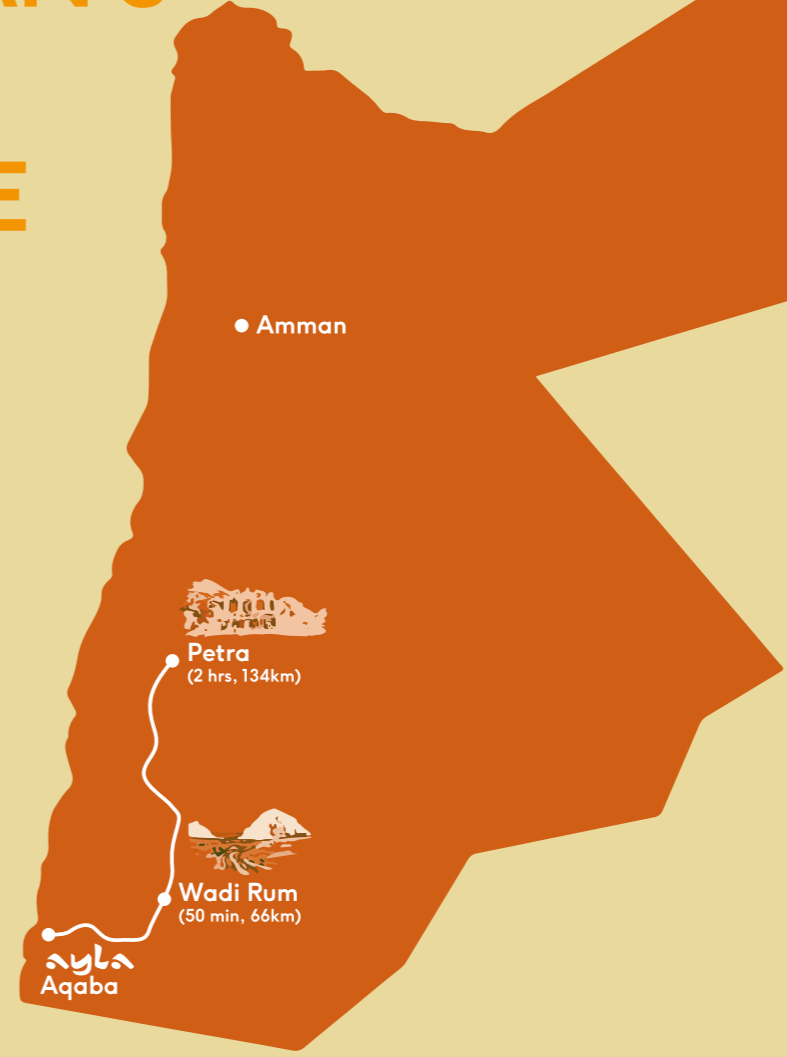 E
Amman
Petra
(2 hrs, 134km)
Wadi Rum
(50 min, 66km)
ayla
Aqaba